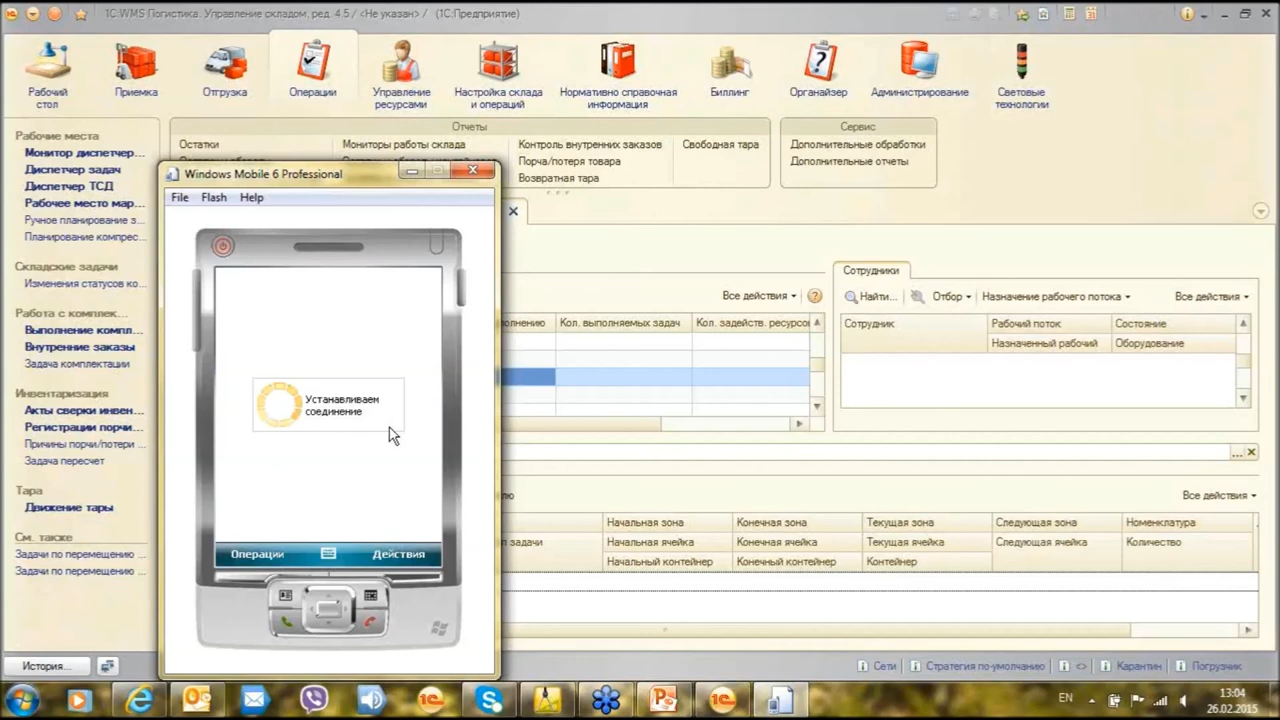 1С:WMS Логистика. Управление складом, ред. 4.5 / <Не указан> / (1С:Предприятие)
Рабочий стол
Приемка
Отгрузка
Операции
Управление ресурсами
Настройка склада и операций
Нормативно справочная информация
Биллинг
Органайзер
Администрирование
Световые технологии
Рабочие места
Монитор диспетчер...
Диспетчер задач
Диспетчер ТСД
Рабочее место мар...
Ручное планирование з...
Планирование компрес...
Складские задачи
Изменения статусов ко...
Работа с комплек...
Выполнение компл...
Внутренние заказы
Задача комплектации
Инвентаризация
Акты сверки инвен...
Регистрации порчи...
Причины порчи/потери ...
Задача пересчет
Тара
Движение тары
См. также
Задачи по перемещению ...
Задачи по перемещению ...
Отчеты
Остатки
Мониторы работы склада
Контроль внутренних заказов
Свободная тара
Порча/потеря товара
Возвратная тара
Сервис
Дополнительные обработки
Дополнительные отчеты
Windows Mobile 6 Professional
File Flash Help
Устанавливаем
соединение
Операции
Действия
Все действия
Кол. выполняемых задач
Кол. задейств. ресурсо
Сотрудники
Найти...
Отбор
Назначение рабочего потока
Все действия
Сотрудник
Рабочий поток
Состояние
Назначенный рабочий
Оборудование
Все действия
Начальная зона
Конечная зона
Текущая зона
Следующая зона
Номенклатура
п задачи
Начальная ячейка
Конечная ячейка
Текущая ячейка
Следующая ячейка
Количество
Начальный контейнер
Конечный контейнер
Контейнер
История...
Сети
Стратегия по-умолчанию
<>
Карантин
Погрузчик
EN
13:04
26.02.2015